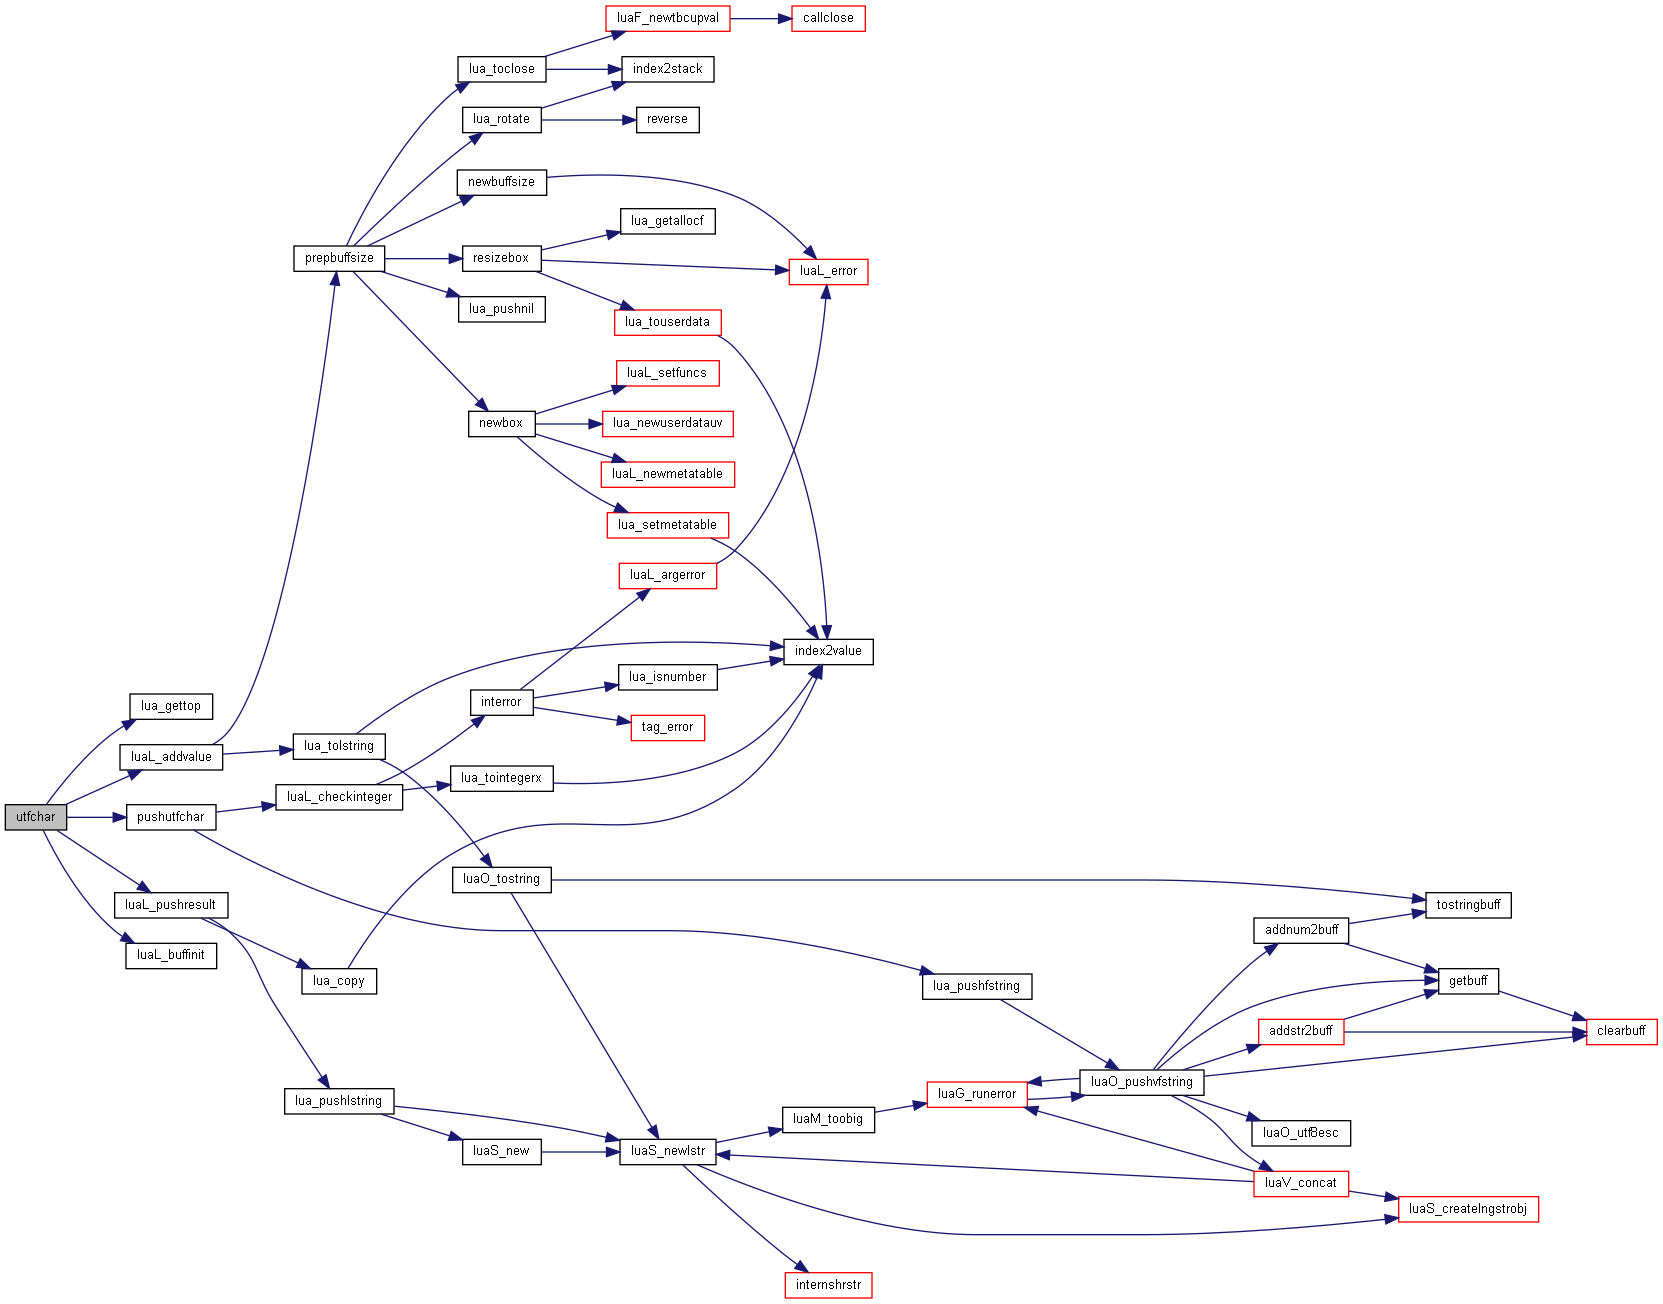 luaF_newtbcupval
callclose
lua_toclose
index2stack
lua_rotate
reverse
newbuffsize
lua_getallocf
prepbuffsize
resizebox
luaL_error
lua_pushnil
lua_touserdata
luaL_setfuncs
newbox
lua_newuserdatauv
luaL_newmetatable
lua_setmetatable
luaL_argerror
index2value
lua_isnumber
interror
lua_gettop
tag_error
lua_tolstring
luaL_addvalue
lua_tointegerx
luaL_checkinteger
utfchar
pushutfchar
luaO_tostring
luaL_pushresult
tostringbuff
addnum2buff
luaL_buffinit
lua_copy
getbuff
lua_pushfstring
addstr2buff
clearbuff
luaO_pushvfstring
luaG_runerror
lua_pushlstring
luaM_toobig
luaO_utf8esc
luaS_new
luaS_newlstr
luaV_concat
luaS_createlngstrobj
internshrstr